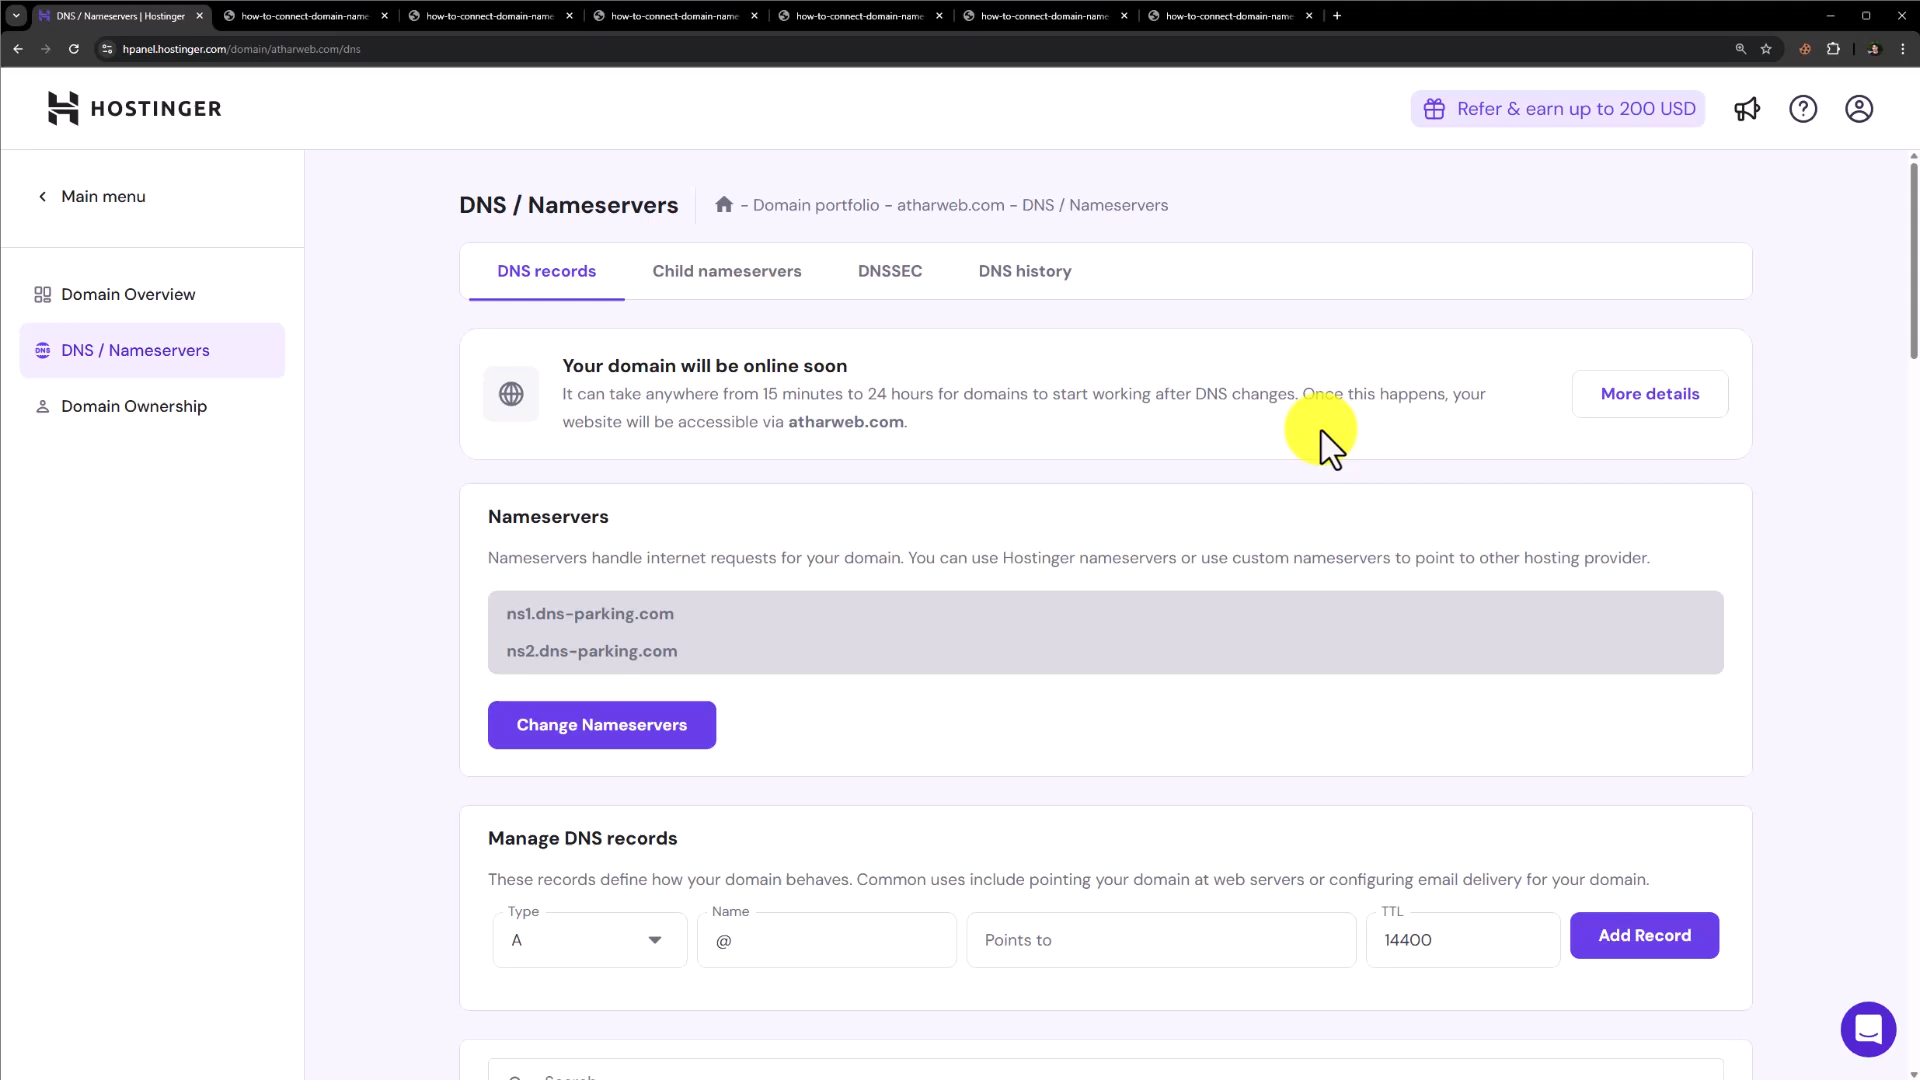 DNS / Nameservers | Hostinger
how-to-connect-domain-name
how-to-connect-domain-name
how-to-connect-domain-name
how-to-connect-domain-name
how-to-connect-domain-name
how-to-connect-domain-name
hpanel.hostinger.com/domain/atharweb.com/dns
HOSTINGER
Refer & earn up to 200 USD
Main menu
Domain Overview
DNS
DNS / Nameservers
Domain Ownership
DNS / Nameservers
- Domain portfolio - atharweb.com - DNS / Nameservers
DNS records
Child nameservers
DNSSEC
DNS history
Your domain will be online soon
It can take anywhere from 15 minutes to 24 hours for domains to start working after DNS changes. Once this happens, your
website will be accessible via atharweb.com.
More details
Nameservers
Nameservers handle internet requests for your domain. You can use Hostinger nameservers or use custom nameservers to point to other hosting provider.
ns1.dns-parking.com
ns2.dns-parking.com
Change Nameservers
Manage DNS records
These records define how your domain behaves. Common uses include pointing your domain at web servers or configuring email delivery for your domain.
Type
A
Name
@
Points to
TTL
14400
Add Record
Search